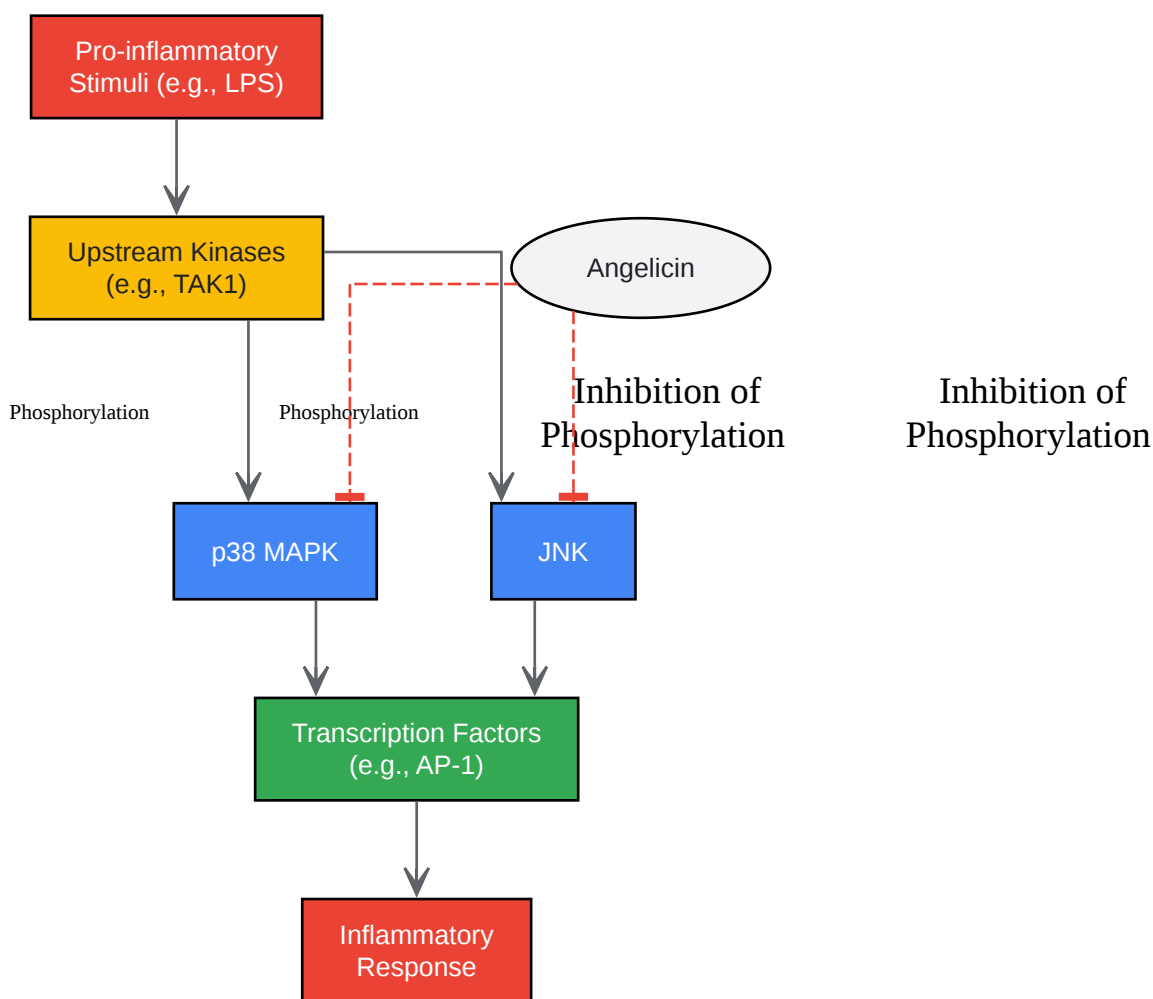 Pro-inflammatory
Stimuli (e.g., LPS)
Upstream Kinases
(e.g., TAK1)
Angelicin
Phosphorylation
Phosphorylation
Inhibition of
Phosphorylation
Inhibition of
Phosphorylation
p38 MAPK
JNK
Transcription Factors
(e.g., AP-1)
Inflammatory
Response